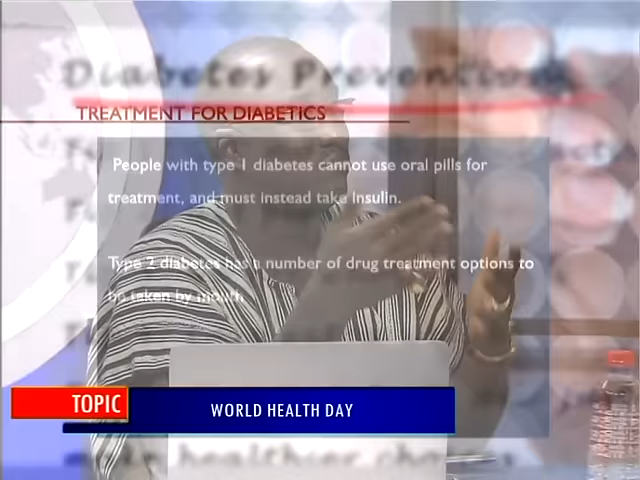 Diabetes Prevention
TREATMENT FOR DIABETICS
People with type 1 diabetes cannot use oral pills for
treatment, and must instead take insulin.
Type 2 diabetes has a number of drug treatment options to
be taken by mouth
TOPIC
WORLD HEALTH DAY
make healthier